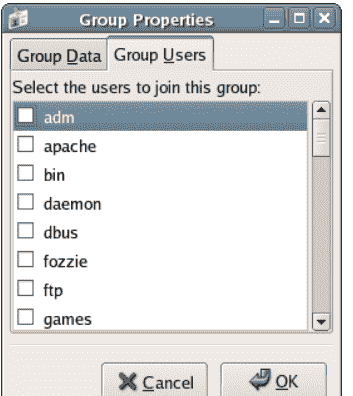 Group Properties
Group Data Group Users
Select the users to join this group:
adm
apache
bin
daemon
dbus
fozzie
ftp
games
Cancel OK